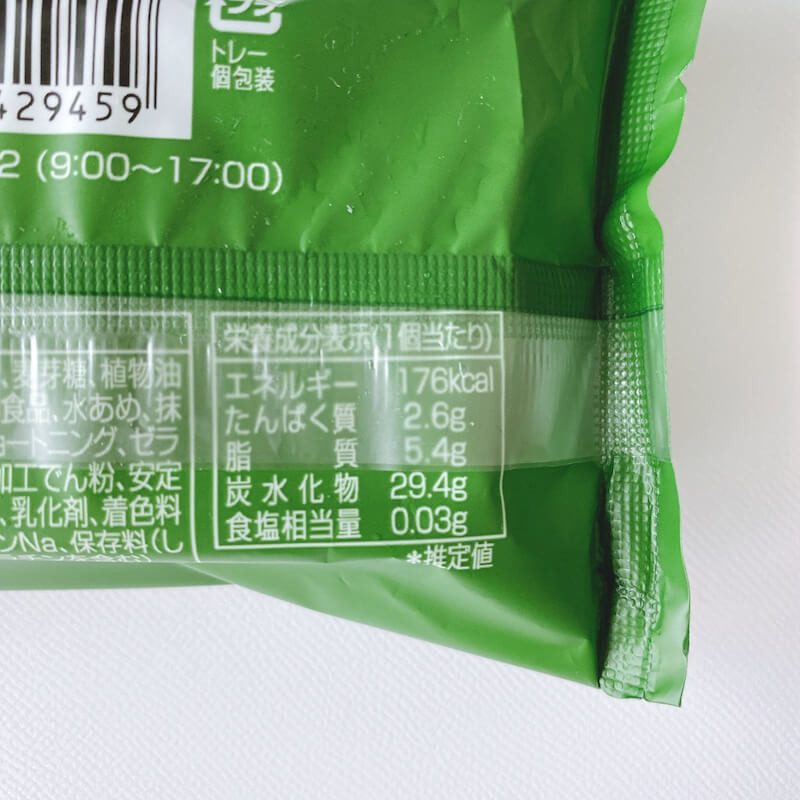 プラ
トレー
個包装
429459
2 (9:00〜17:00)
、麦芽糖、植物油
食品、水あめ、抹
ョートニング、ゼラ
加工でん粉、安定
、乳化剤、着色料
ンNa、保存料(し
栄養成分表示(1個当たり)
エネルギー 176kcal
たんぱく質 2.6g
脂質 5.4g
炭水化物 29.4g
食塩相当量 0.03g
*推定値